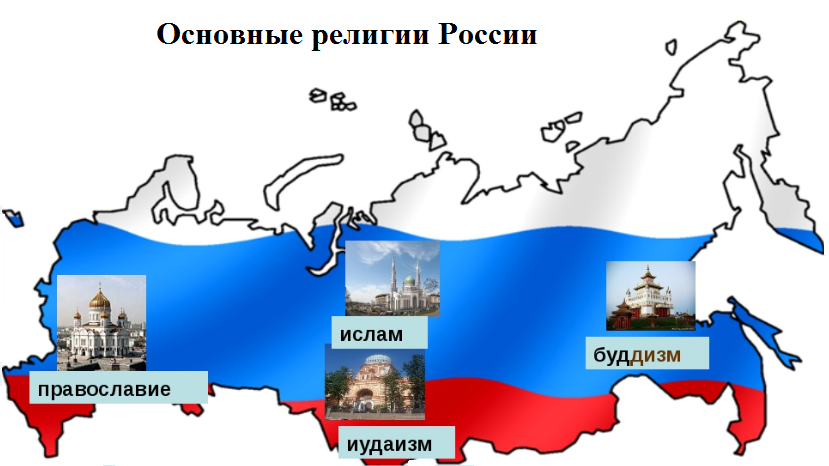 Основные религии России
ислам
буддизм
православие
иудаизм